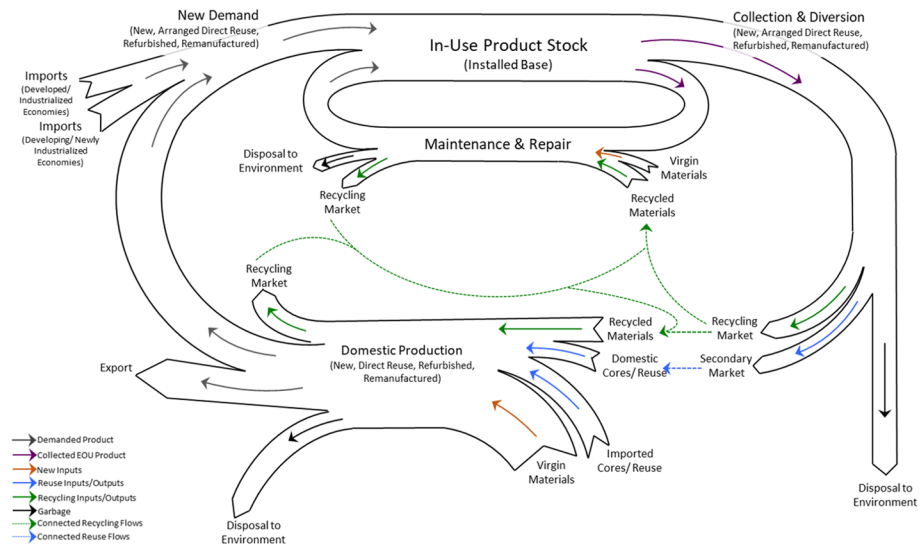 New Demand
(New, Arranged Direct Reuse,
Refurbished, Remanufactured)
In-Use Product Stock
(Installed Base)
Collection & Diversion
(New, Arranged Direct Reuse,
Refurbished, Remanufactured)
Imports
(Developed/
Industrialized
Economies)
Imports
(Developing/ Newly
Industrialized
Economies)
Maintenance & Repair
Disposal to
Environment
Recycling
Market
Virgin
Materials
Recycled
Materials
Recycling
Market
Recycled
Materials
Recycling
Market
Domestic Production
(New, Direct Reuse, Refurbished,
Remanufactured)
Domestic
Cores/ Reuse
Secondary
Market
Export
Imported
Cores/ Reuse
Virgin
Materials
Disposal to
Environment
Disposal to
Environment
Demanded Product
Collected EOU Product
New Inputs
Reuse Inputs/Outputs
Recycling Inputs/Outputs
Garbage
Connected Recycling Flows
Connected Reuse Flows